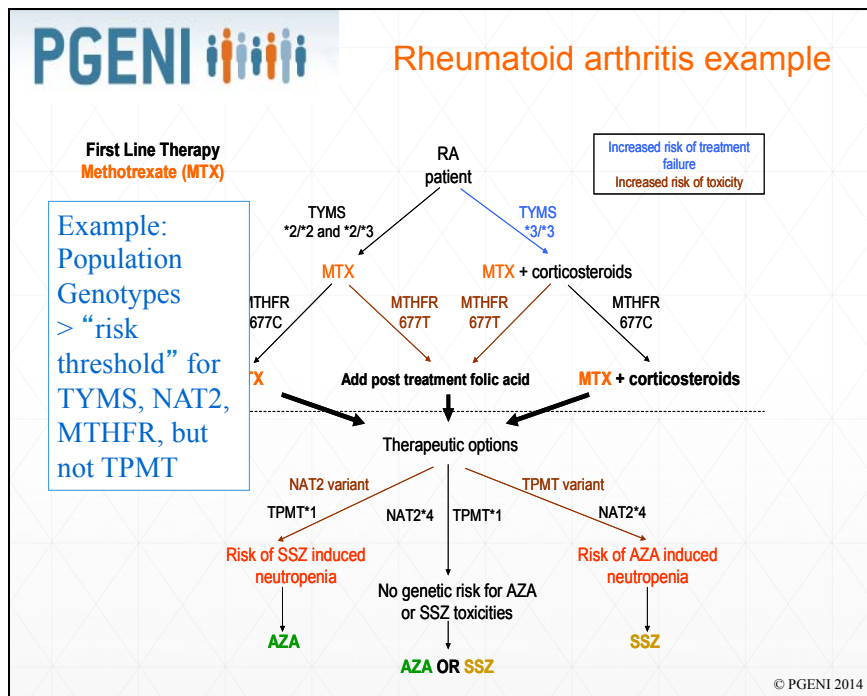 PGENI
Rheumatoid arthritis example
First Line Therapy
Methotrexate (MTX)
RA
patient
Increased risk of treatment
failure
Increased risk of toxicity
Example:
Population
Genotypes
> “risk
threshold” for
TYMS, NAT2,
MTHFR, but
not TPMT
TYMS
*2/*2 and *2/*3
TYMS
*3/*3
MTX
MTX + corticosteroids
MTHFR
677C
MTHFR
677T
MTHFR
677T
MTHFR
677C
Add post treatment folic acid
MTX + corticosteroids
Therapeutic options
NAT2 variant
TPMT*1
NAT2*4
TPMT*1
TPMT variant
NAT2*4
Risk of SSZ induced
neutropenia
No genetic risk for AZA
or SSZ toxicities
Risk of AZA induced
neutropenia
AZA
AZA OR SSZ
SSZ
© PGENI 2014